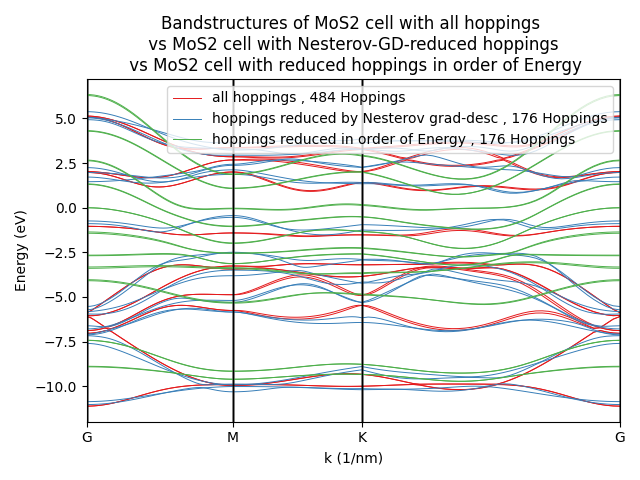 Bandstructures of MoS2 cell with all hoppings
vs MoS2 cell with Nesterov-GD-reduced hoppings
vs MoS2 cell with reduced hoppings in order of Energy
all hoppings , 484 Hoppings
hoppings reduced by Nesterov grad-desc , 176 Hoppings
hoppings reduced in order of Energy , 176 Hoppings
Energy (eV)
5.0
2.5
0.0
−2.5
−5.0
−7.5
−10.0
G M K G
k (1/nm)